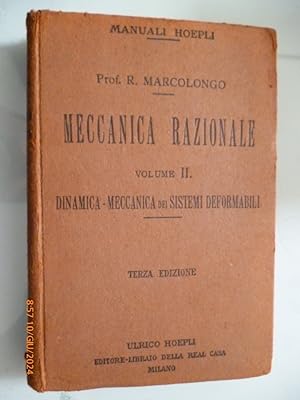 MANUALI HOEPLI
Prof. R. MARCOLONGO
MECCANICA RAZIONALE
VOLUME II.
DINAMICA - MECCANICA DEI SISTEMI DEFORMABILI
TERZA EDIZIONE
ULRICO HOEPLI
EDITORE-LIBRAIO DELLA REAL CASA
MILANO
8:57 10/GIU/2024